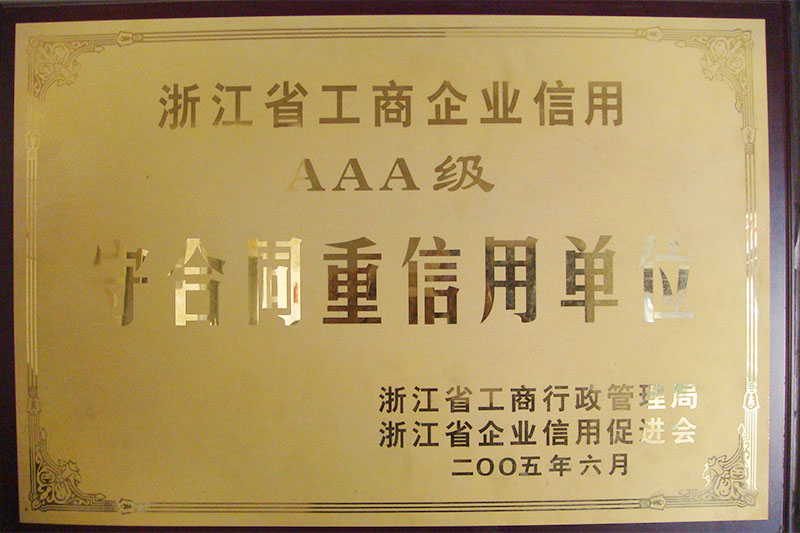 浙江省工商企业信用
AAA级
守合同重信用单位
浙江省工商行政管理局
浙江省企业信用促进会
二〇〇五年六月